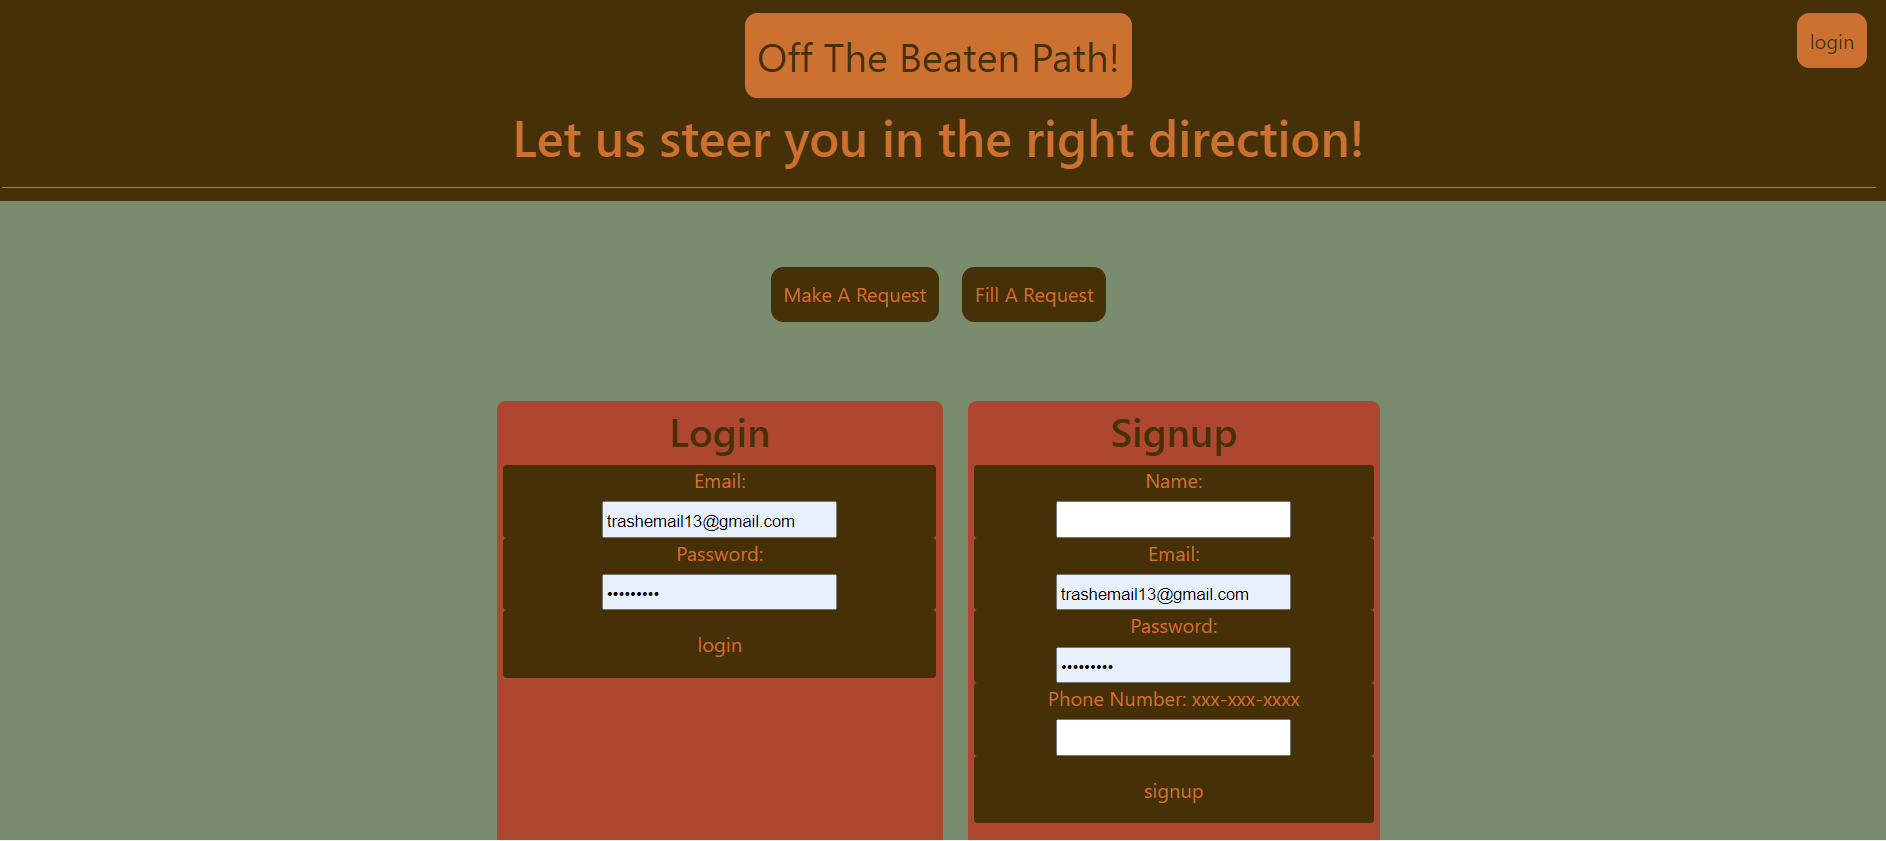 Off The Beaten Path!
login
Let us steer you in the right direction!
Make A Request
Fill A Request
Login
Email:
trashemail13@gmail.com
Password:
•••••••••
login
Signup
Name:
Email:
trashemail13@gmail.com
Password:
•••••••••
Phone Number: xxx-xxx-xxxx
signup